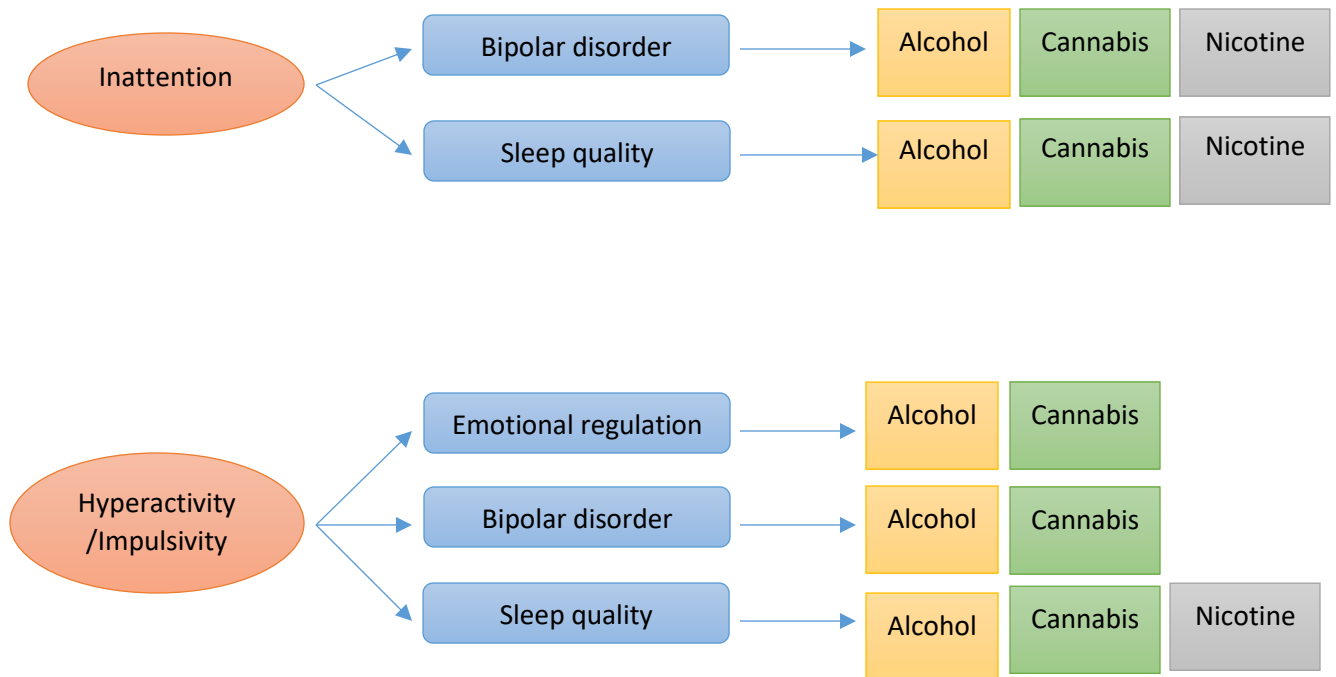 Inattention
Bipolar disorder
Alcohol
Cannabis
Nicotine
Sleep quality
Alcohol
Cannabis
Nicotine
Hyperactivity
/Impulsivity
Emotional regulation
Alcohol
Cannabis
Bipolar disorder
Alcohol
Cannabis
Sleep quality
Alcohol
Cannabis
Nicotine